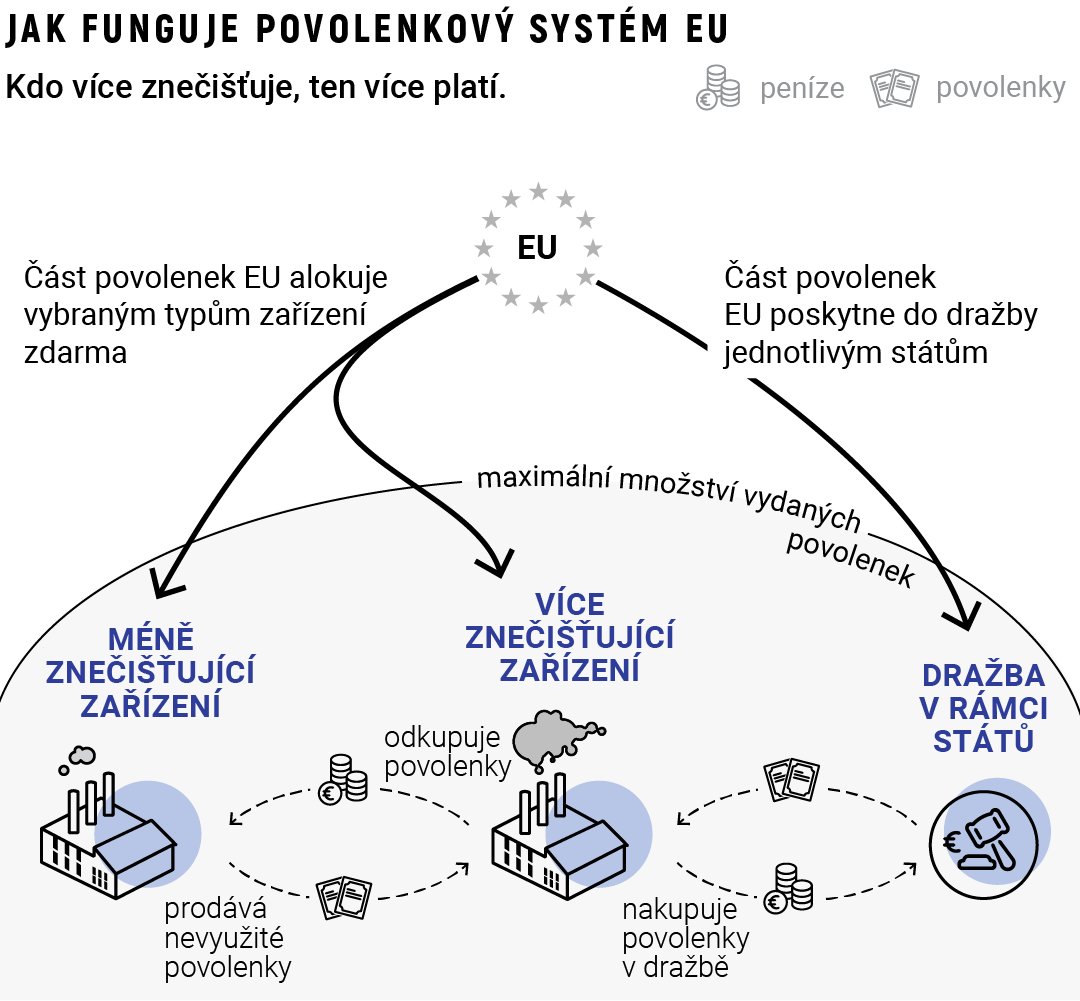 JAK FUNGUJE POVOLENKOVÝ SYSTÉM EU
Kdo více znečišťuje, ten více platí.
€ peníze povolenky
EU
Část povolenek EU alokuje
vybraným typům zařízení
zdarma
Část povolenek
EU poskytne do dražby
jednotlivým státům
maximální množství vydaných
povolenek
MÉNĚ
ZNEČIŠŤUJÍCÍ
ZAŘÍZENÍ
VÍCE
ZNEČIŠŤUJÍCÍ
ZAŘÍZENÍ
DRAŽBA
V RÁMCI
STÁTŮ
odkupuje
povolenky
€
€
€
prodává
nevyužité
povolenky
nakupuje
povolenky
v dražbě